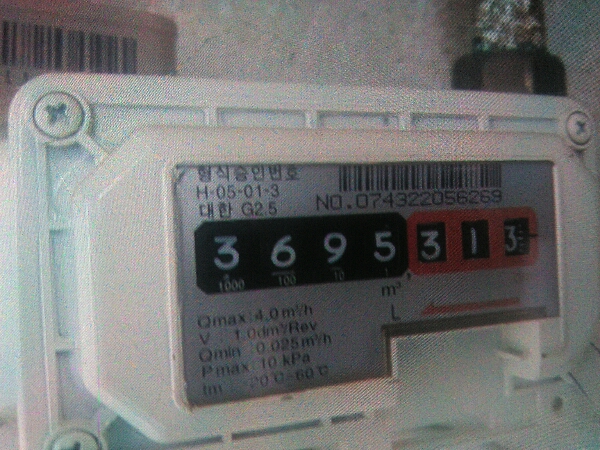 형식승인번호
H-05-01-3
대한 G2.5
NO.074322056269
3 6 9 5 3 1 3
1000 100 10 1
m³
L
Qmax: 4.0m³/h
V : 1.0dm³/Rev
Qmin : 0.025m³/h
Pmax: 10 kPa
tm : -20℃~60℃